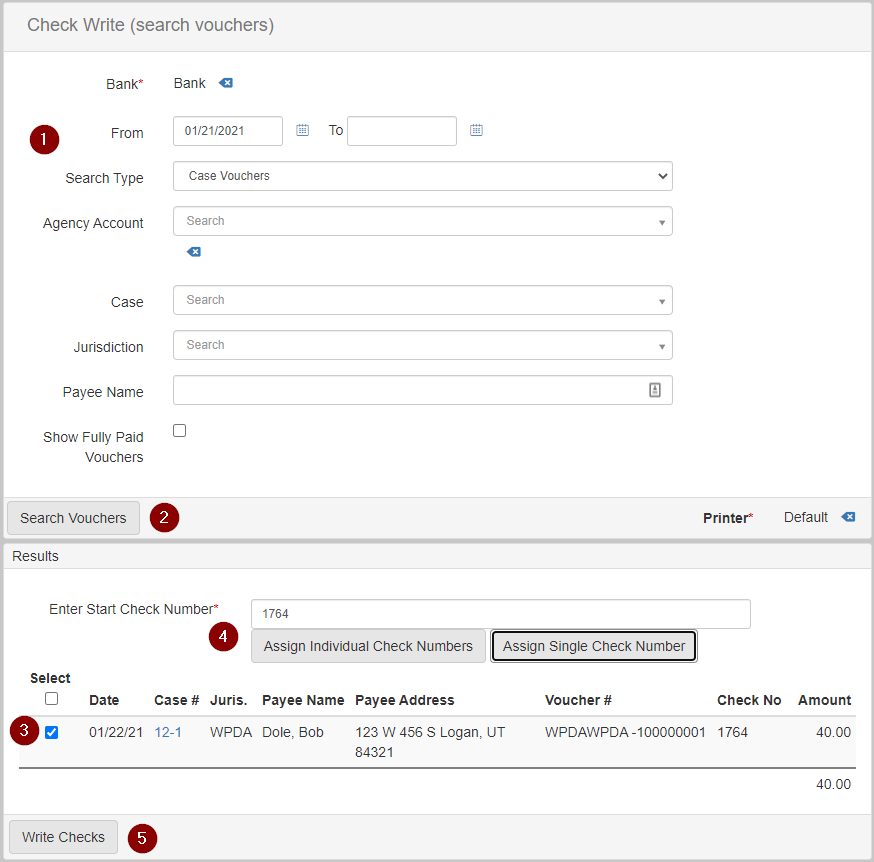 Check Write (search vouchers)
Bank* Bank
1
From 01/21/2021 To
Search Type Case Vouchers
Agency Account Search
Case Search
Jurisdiction Search
Payee Name
Show Fully Paid
Vouchers
Search Vouchers 2 Printer* Default
Results
Enter Start Check Number* 1764
4 Assign Individual Check Numbers Assign Single Check Number
Select
Date Case # Juris. Payee Name Payee Address Voucher # Check No Amount
3 01/22/21 12-1 WPDA Dole, Bob 123 W 456 S Logan, UT WPDAWPDA -100000001 1764 40.00
84321
40.00
Write Checks 5